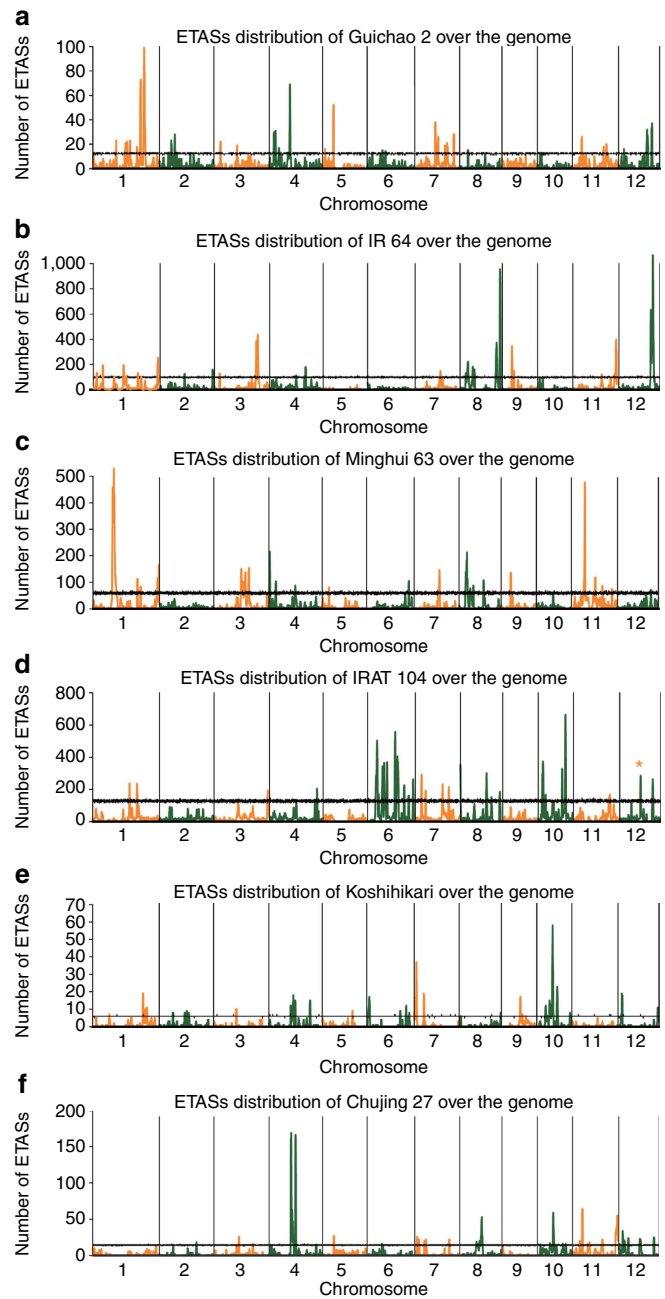 a
ETASs distribution of Guichao 2 over the genome
Number of ETASs
100
80
60
40
20
0
1 2 3 4 5 6 7 8 9 10 11 12
Chromosome
b
ETASs distribution of IR 64 over the genome
Number of ETASs
1,000
800
600
400
200
0
1 2 3 4 5 6 7 8 9 10 11 12
Chromosome
c
ETASs distribution of Minghui 63 over the genome
Number of ETASs
500
400
300
200
100
0
1 2 3 4 5 6 7 8 9 10 11 12
Chromosome
d
ETASs distribution of IRAT 104 over the genome
Number of ETASs
800
600
400
200
0
*
1 2 3 4 5 6 7 8 9 10 11 12
Chromosome
e
ETASs distribution of Koshihikari over the genome
Number of ETASs
70
60
50
40
30
20
10
0
1 2 3 4 5 6 7 8 9 10 11 12
Chromosome
f
ETASs distribution of Chujing 27 over the genome
Number of ETASs
200
150
100
50
0
1 2 3 4 5 6 7 8 9 10 11 12
Chromosome